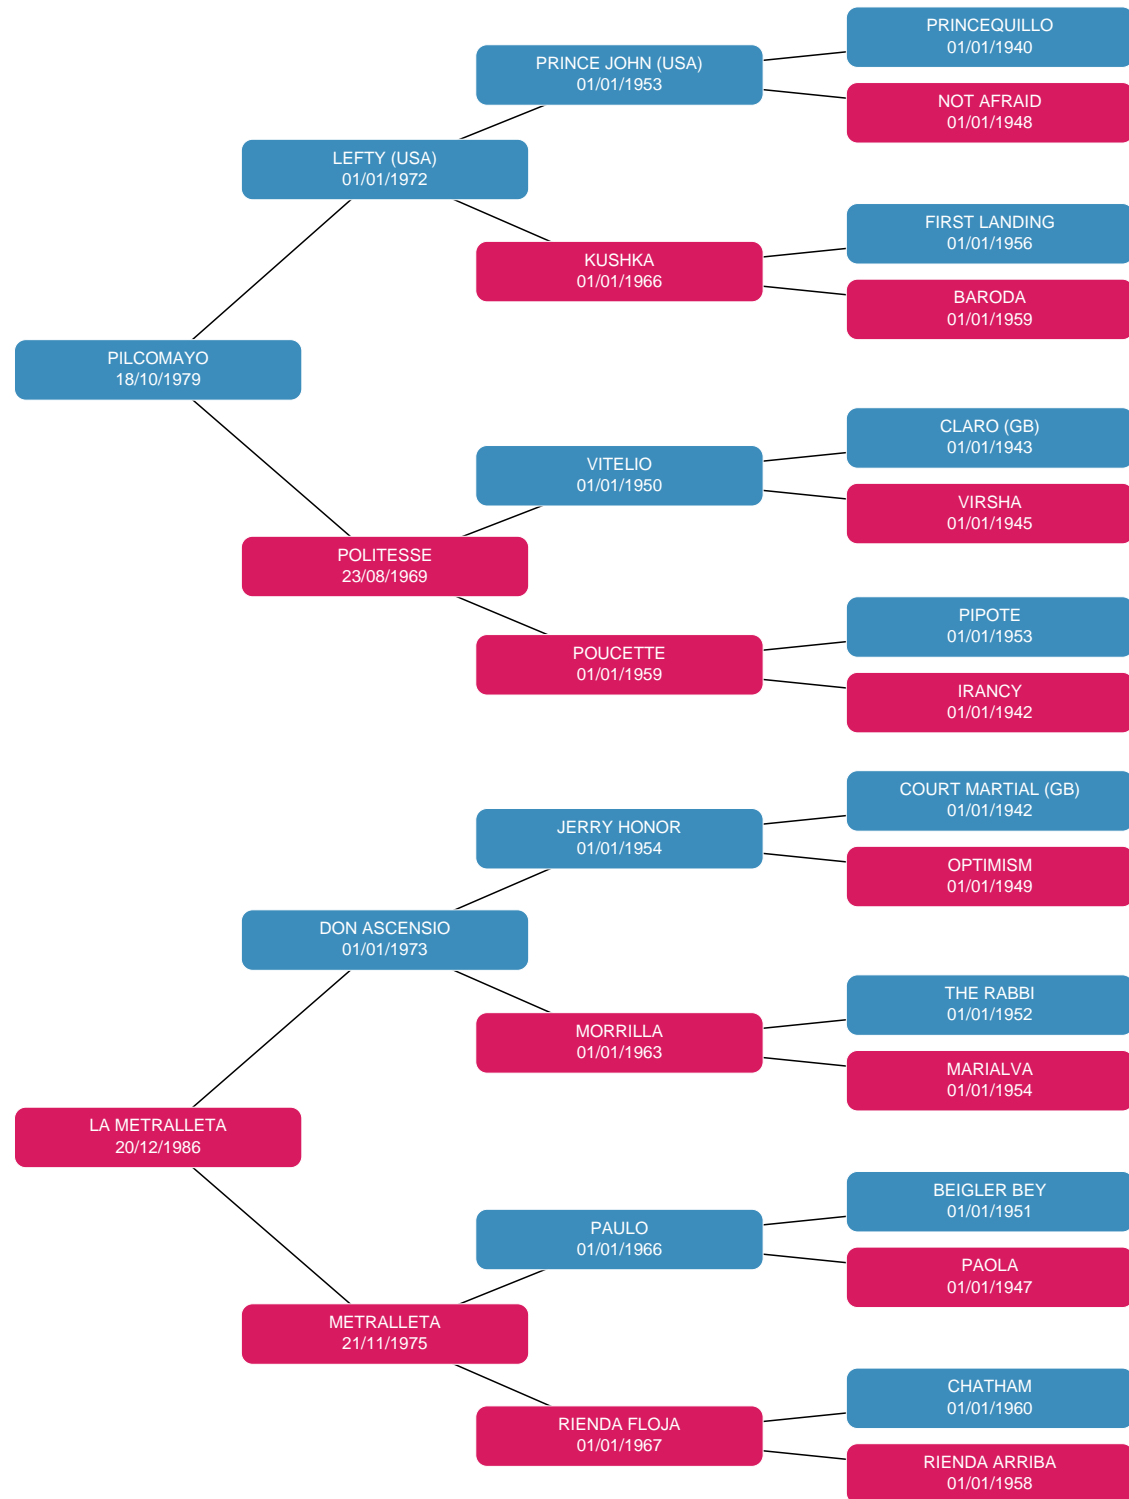 PRINCEQUILLO
01/01/1940
PRINCE JOHN (USA)
01/01/1953
NOT AFRAID
01/01/1948
LEFTY (USA)
01/01/1972
FIRST LANDING
01/01/1956
KUSHKA
01/01/1966
BARODA
01/01/1959
PILCOMAYO
18/10/1979
CLARO (GB)
01/01/1943
VITELIO
01/01/1950
VIRSHA
01/01/1945
POLITESSE
23/08/1969
PIPOTE
01/01/1953
POUCETTE
01/01/1959
IRANCY
01/01/1942
COURT MARTIAL (GB)
01/01/1942
JERRY HONOR
01/01/1954
OPTIMISM
01/01/1949
DON ASCENSIO
01/01/1973
THE RABBI
01/01/1952
MORRILLA
01/01/1963
MARIALVA
01/01/1954
LA METRALLETA
20/12/1986
BEIGLER BEY
01/01/1951
PAULO
01/01/1966
PAOLA
01/01/1947
METRALLETA
21/11/1975
CHATHAM
01/01/1960
RIENDA FLOJA
01/01/1967
RIENDA ARRIBA
01/01/1958